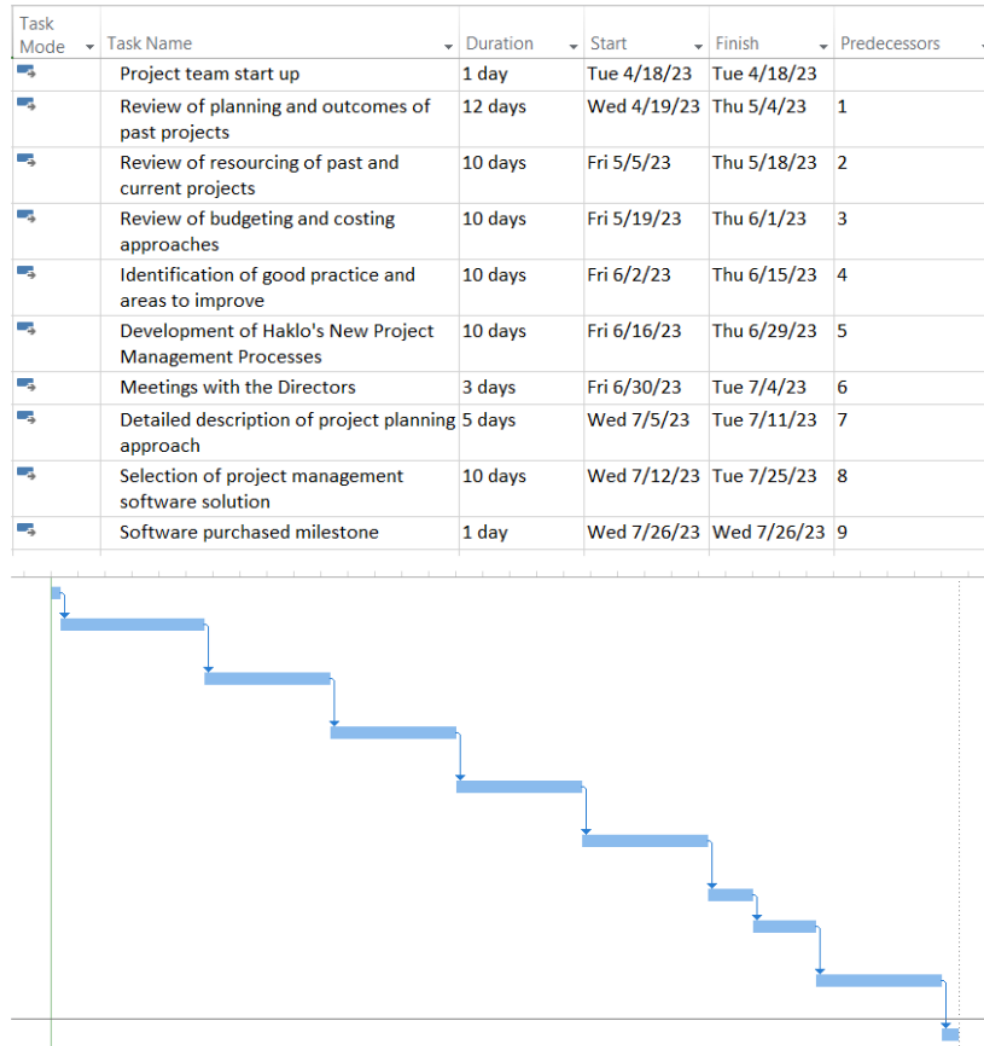 Task
Mode Task Name Duration Start Finish Predecessors
Project team start up 1 day Tue 4/18/23 Tue 4/18/23
Review of planning and outcomes of 12 days Wed 4/19/23 Thu 5/4/23 1
past projects
Review of resourcing of past and 10 days Fri 5/5/23 Thu 5/18/23 2
current projects
Review of budgeting and costing 10 days Fri 5/19/23 Thu 6/1/23 3
approaches
Identification of good practice and 10 days Fri 6/2/23 Thu 6/15/23 4
areas to improve
Development of Haklo's New Project 10 days Fri 6/16/23 Thu 6/29/23 5
Management Processes
Meetings with the Directors 3 days Fri 6/30/23 Tue 7/4/23 6
Detailed description of project planning 5 days Wed 7/5/23 Tue 7/11/23 7
approach
Selection of project management 10 days Wed 7/12/23 Tue 7/25/23 8
software solution
Software purchased milestone 1 day Wed 7/26/23 Wed 7/26/23 9